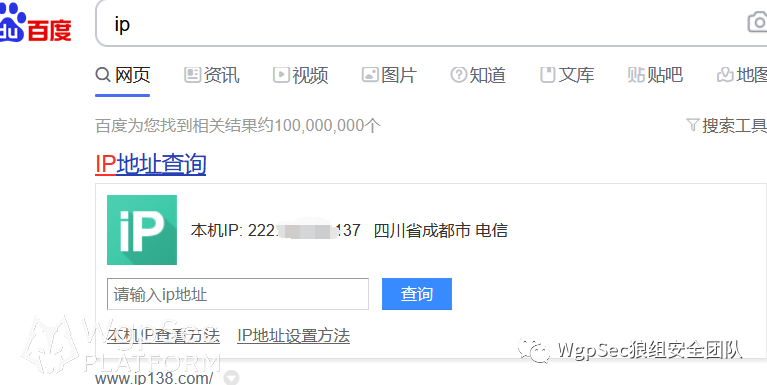 du百度
ip
网页 资讯 视频 图片 知道 文库 贴吧 地图
百度为您找到相关结果约100,000,000个 搜索工具
IP地址查询
iP
本机IP: 222. .137 四川省成都市 电信
请输入ip地址
查询
本机IP查看方法 IP地址设置方法
WgpSec
PLATFORM
WgpSec狼组安全团队
www.ip138.com/